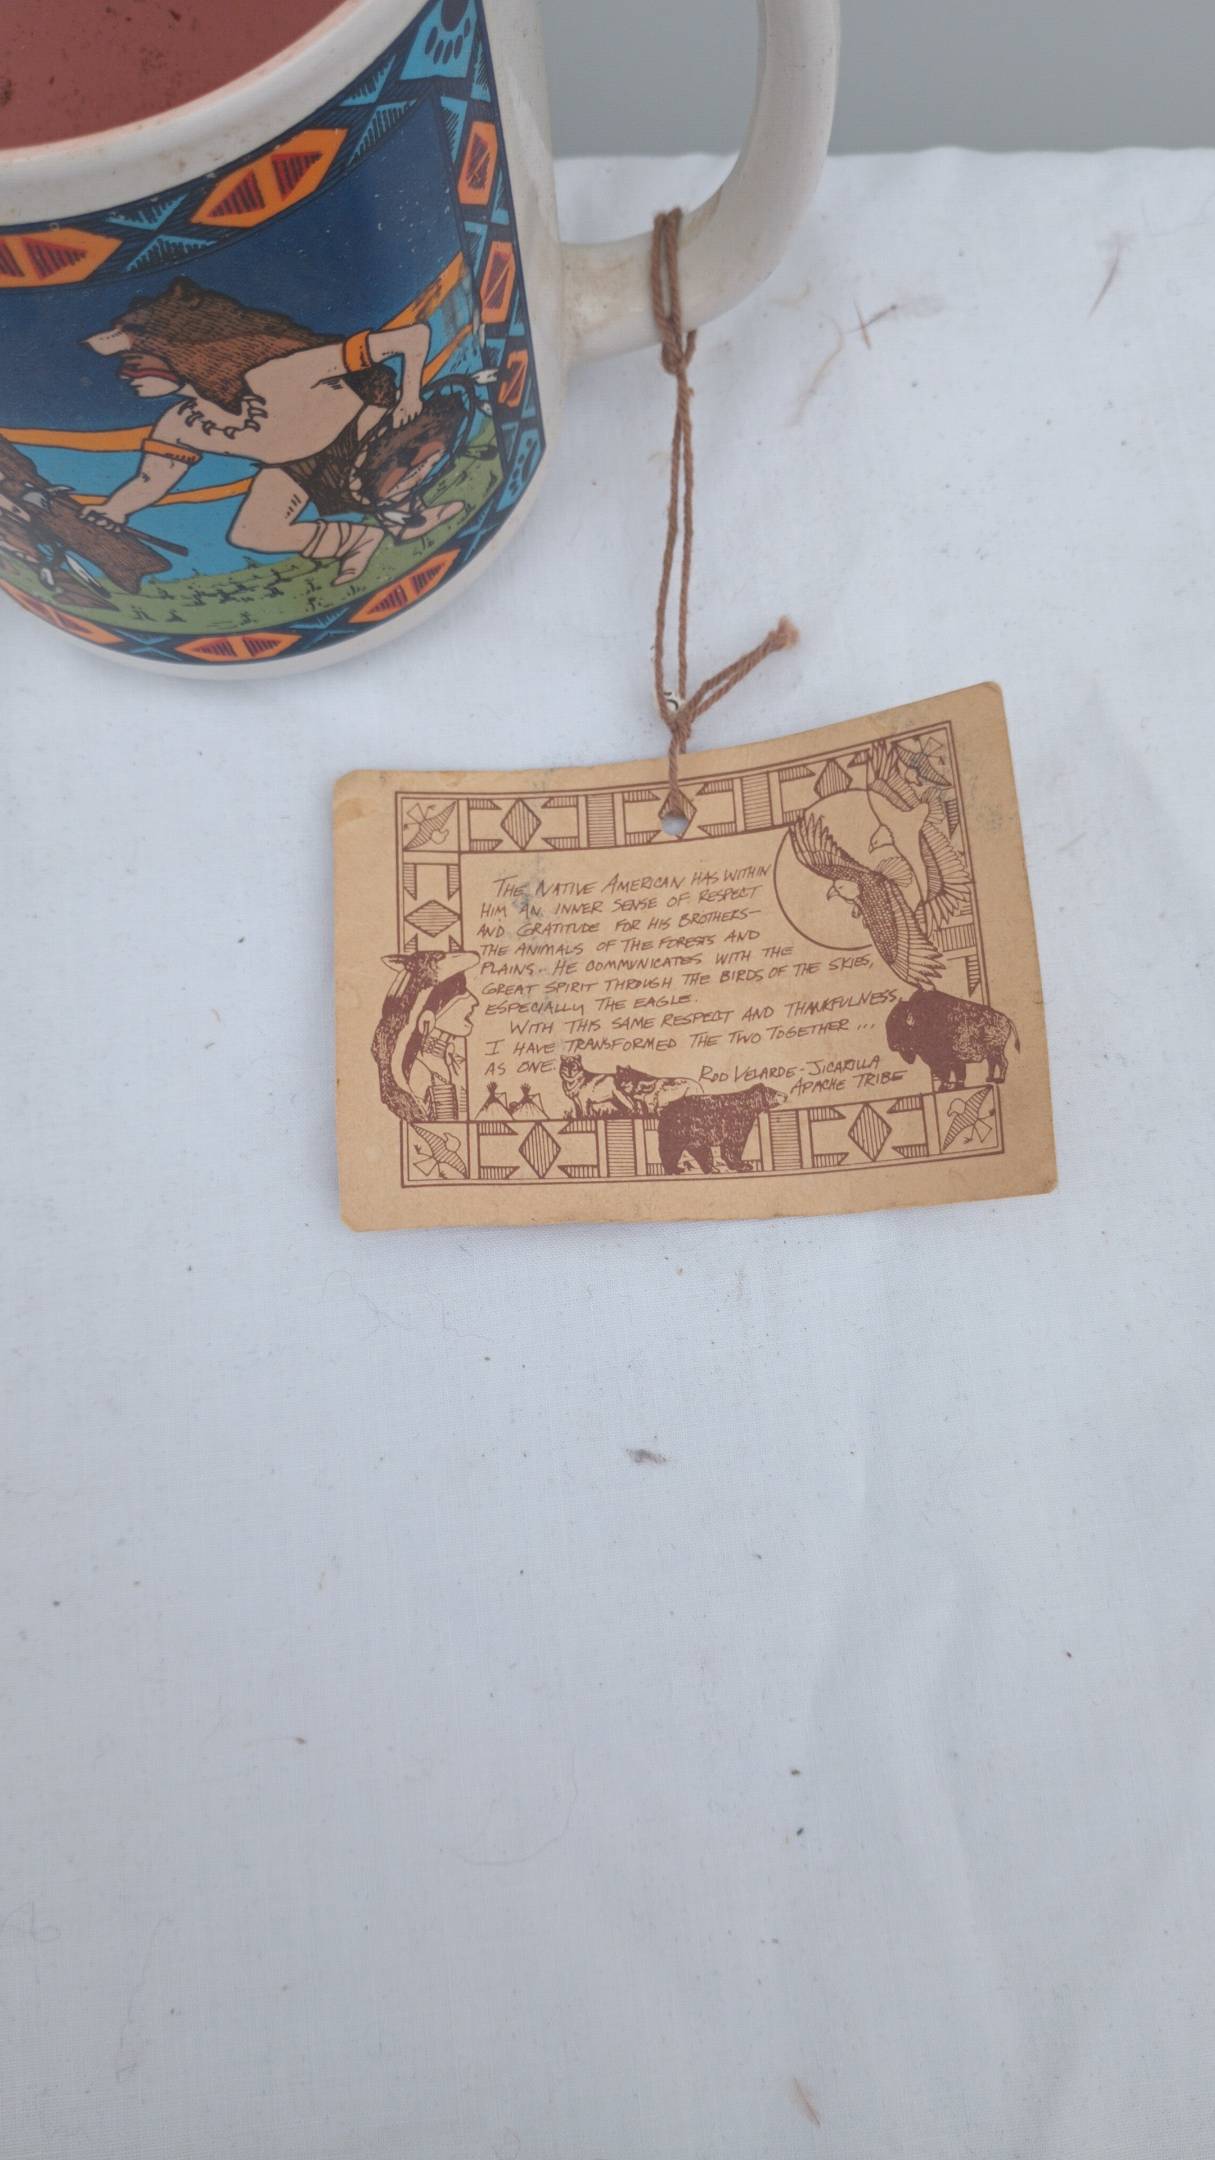 THE NATIVE AMERICAN HAS WITHIN
HIM AN INNER SENSE OF RESPECT
AND GRATITUDE FOR HIS BROTHERS—
THE ANIMALS OF THE FORESTS AND
PLAINS. HE COMMUNICATES WITH THE
GREAT SPIRIT THROUGH THE BIRDS OF THE SKIES,
ESPECIALLY THE EAGLE.
WITH THIS SAME RESPECT AND THANKFULNESS,
I HAVE TRANSFORMED THE TWO TOGETHER ...
AS ONE.
ROD VELARDE-JICARILLA
APACHE TRIBE